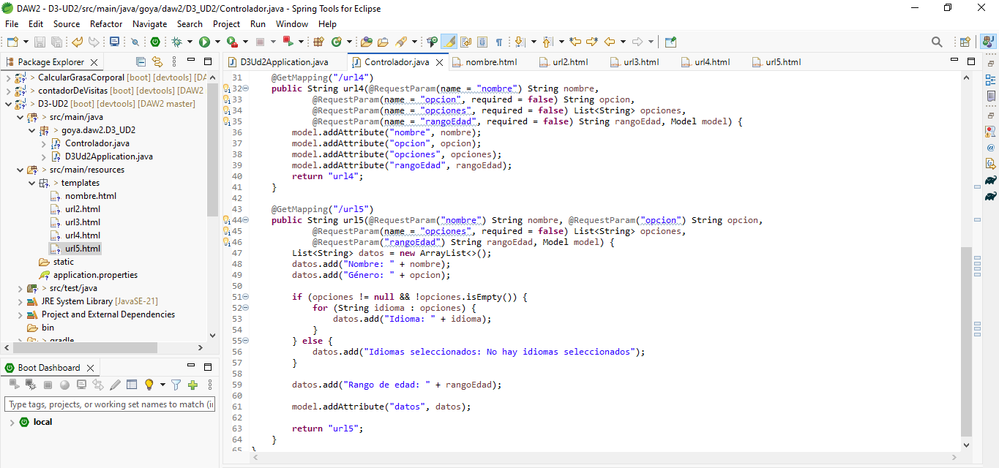 DAW2 - D3-UD2/src/main/java/goya/daw2/D3_UD2/Controlador.java - Spring Tools for Eclipse
File Edit Source Refactor Navigate Search Project Run Window Help
Package Explorer
CalcularGrasaCorporal [boot] [devtools] [DA
contadorDeVisitas [boot] [devtools] [DAW2
D3-UD2 [boot] [devtools] [DAW2 master]
> src/main/java
> goya.daw2.D3_UD2
Controlador.java
D3Ud2Application.java
> src/main/resources
> templates
nombre.html
url2.html
url3.html
url4.html
url5.html
static
application.properties
> src/test/java
JRE System Library [JavaSE-21]
Project and External Dependencies
bin
> gradle
Boot Dashboard
Type tags, projects, or working set names to match (in
local
D3Ud2Application.java Controlador.java nombre.html url2.html url3.html url4.html url5.html
31 @GetMapping("/url4")
32 public String url4(@RequestParam(name = "nombre") String nombre,
33 @RequestParam(name = "opcion", required = false) String opcion,
34 @RequestParam(name = "opciones", required = false) List<String> opciones,
35 @RequestParam(name = "rangoEdad", required = false) String rangoEdad, Model model) {
36 model.addAttribute("nombre", nombre);
37 model.addAttribute("opcion", opcion);
38 model.addAttribute("opciones", opciones);
39 model.addAttribute("rangoEdad", rangoEdad);
40 return "url4";
41 }
42
43 @GetMapping("/url5")
44 public String url5(@RequestParam("nombre") String nombre, @RequestParam("opcion") String opcion,
45 @RequestParam(name = "opciones", required = false) List<String> opciones,
46 @RequestParam("rangoEdad") String rangoEdad, Model model) {
47 List<String> datos = new ArrayList<>();
48 datos.add("Nombre: " + nombre);
49 datos.add("Género: " + opcion);
50
51 if (opciones != null && !opciones.isEmpty()) {
52 for (String idioma : opciones) {
53 datos.add("Idioma: " + idioma);
54 }
55 } else {
56 datos.add("Idiomas seleccionados: No hay idiomas seleccionados");
57 }
58
59 datos.add("Rango de edad: " + rangoEdad);
60
61 model.addAttribute("datos", datos);
62
63 return "url5";
64 }
65 }